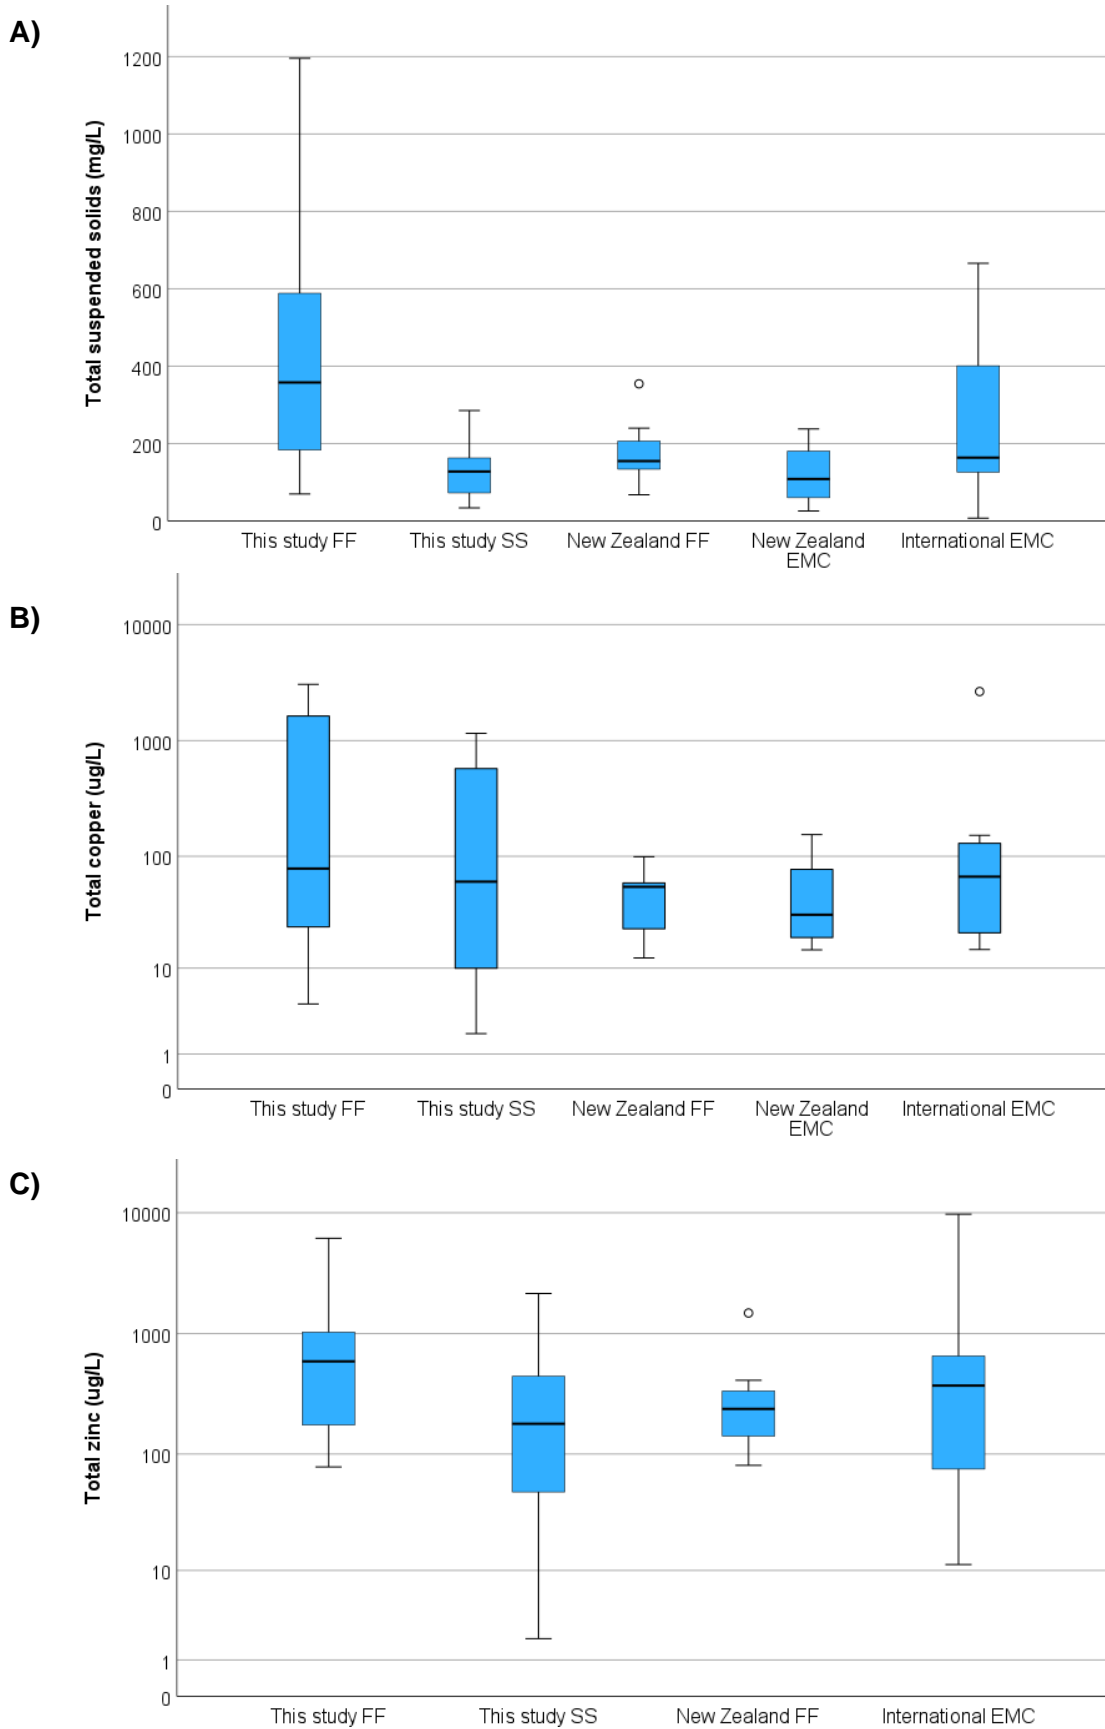 A)
Total suspended solids (mg/L)
1200
1000
800
600
400
200
0
This study FF
This study SS
New Zealand FF
New Zealand
EMC
International EMC
B)
Total copper (ug/L)
10000
1000
100
10
1
0
This study FF
This study SS
New Zealand FF
New Zealand
EMC
International EMC
C)
Total zinc (ug/L)
10000
1000
100
10
1
0
This study FF
This study SS
New Zealand FF
International EMC